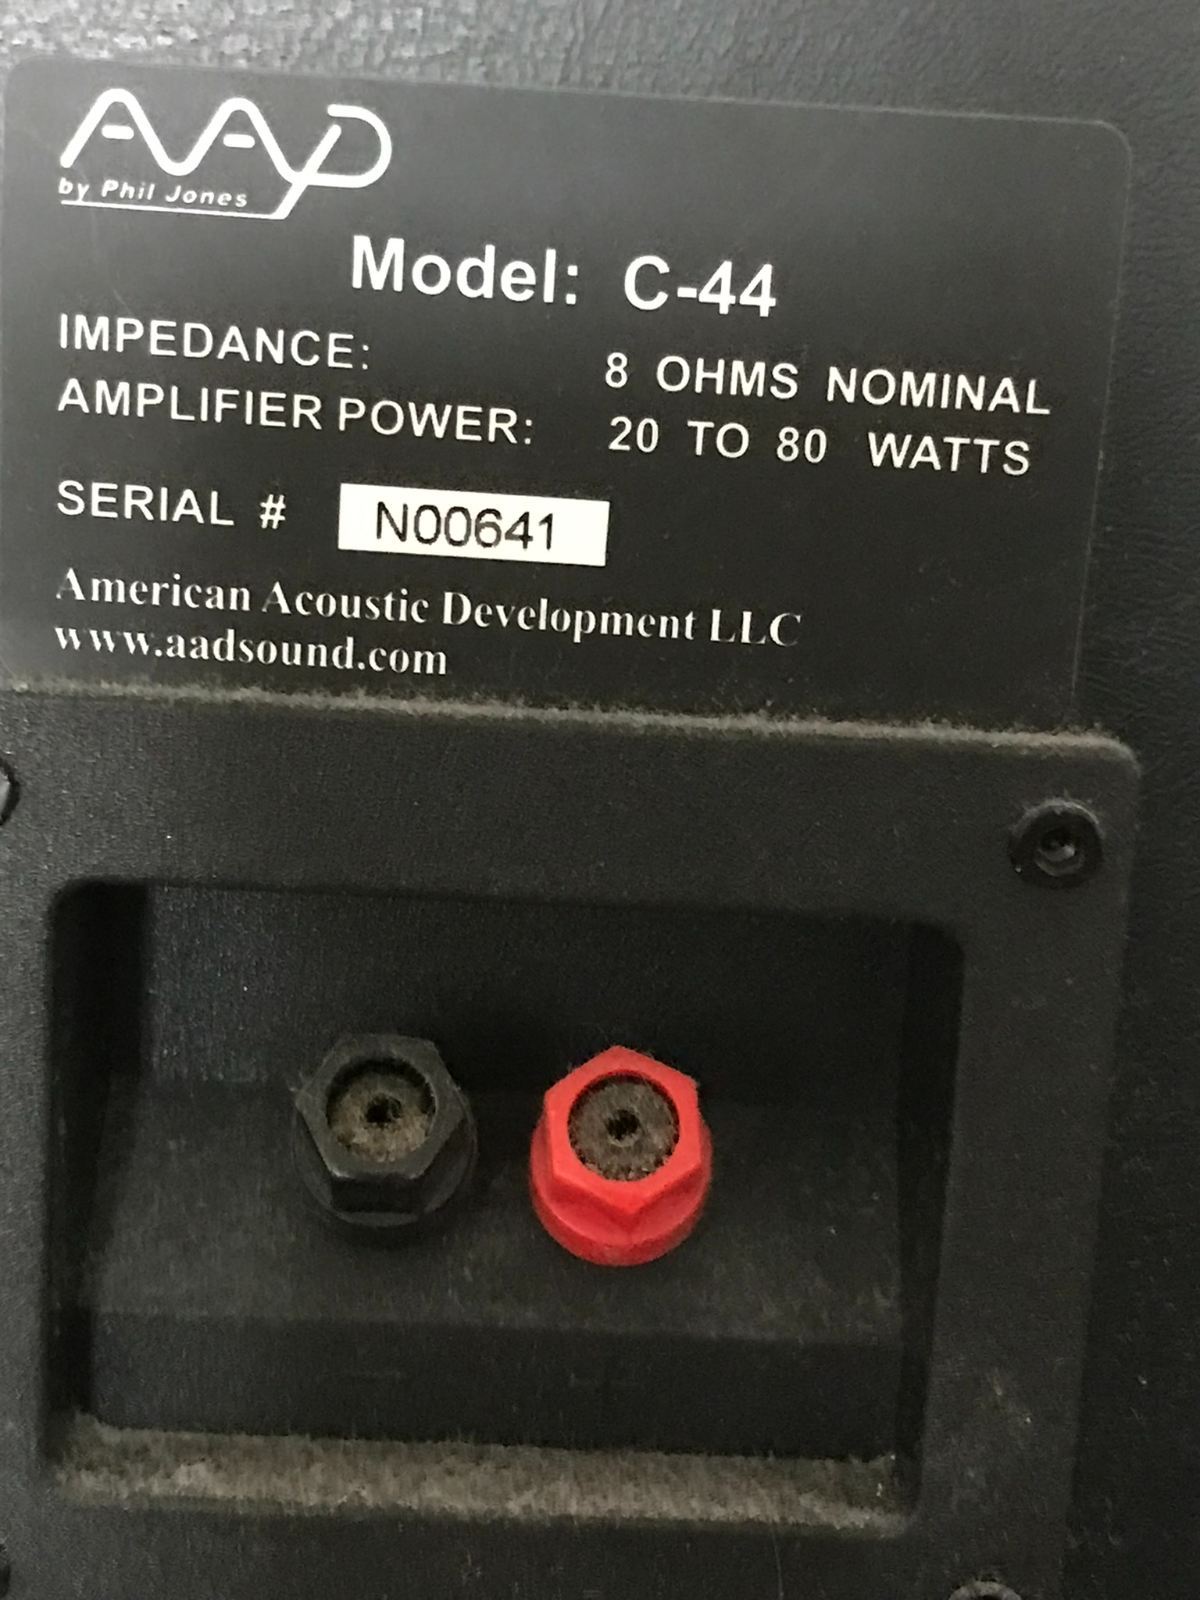 AAD
by Phil Jones
Model: C-44
IMPEDANCE: 8 OHMS NOMINAL
AMPLIFIER POWER: 20 TO 80 WATTS
SERIAL # N00641
American Acoustic Development LLC
www.aadsound.com